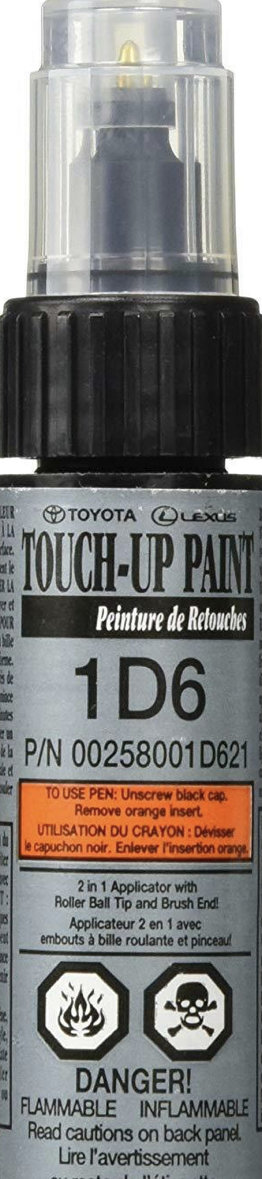 TOYOTA LEXUS
TOUCH-UP PAINT
Peinture de Retouches
1D6
P/N 00258001D621
TO USE PEN: Unscrew black cap.
Remove orange insert.
UTILISATION DU CRAYON : Dévisser
le capuchon noir. Enlever l'insertion orange.
2 in 1 Applicator with
Roller Ball Tip and Brush End!
Applicateur 2 en 1 avec
embouts à bille roulante et pinceau!
DANGER!
FLAMMABLE INFLAMMABLE
Read cautions on back panel.
Lire l'avertissement